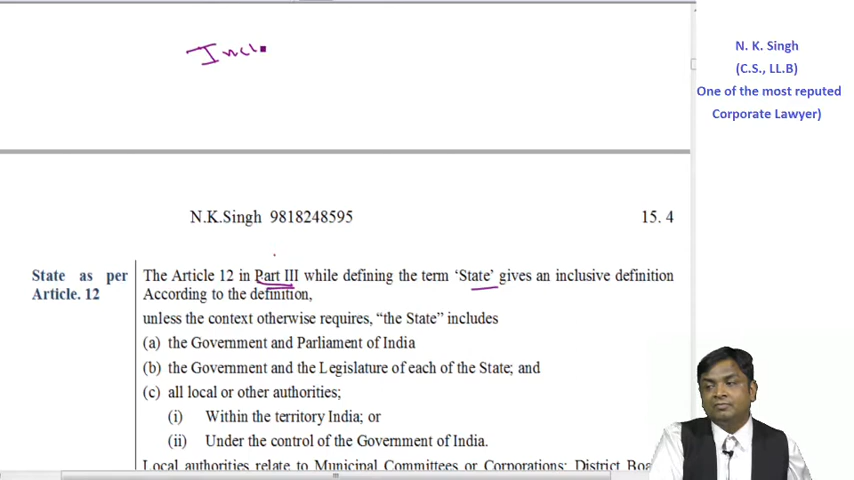 Incl
N. K. Singh
(C.S., LL.B)
One of the most reputed
Corporate Lawyer)
N.K.Singh 9818248595
15. 4
State as per
Article. 12
The Article 12 in Part III while defining the term ‘State’ gives an inclusive definition
According to the definition,
unless the context otherwise requires, “the State” includes
(a) the Government and Parliament of India
(b) the Government and the Legislature of each of the State; and
(c) all local or other authorities;
(i) Within the territory India; or
(ii) Under the control of the Government of India.
Local authorities relate to Municipal Committees or Corporations; District Boa